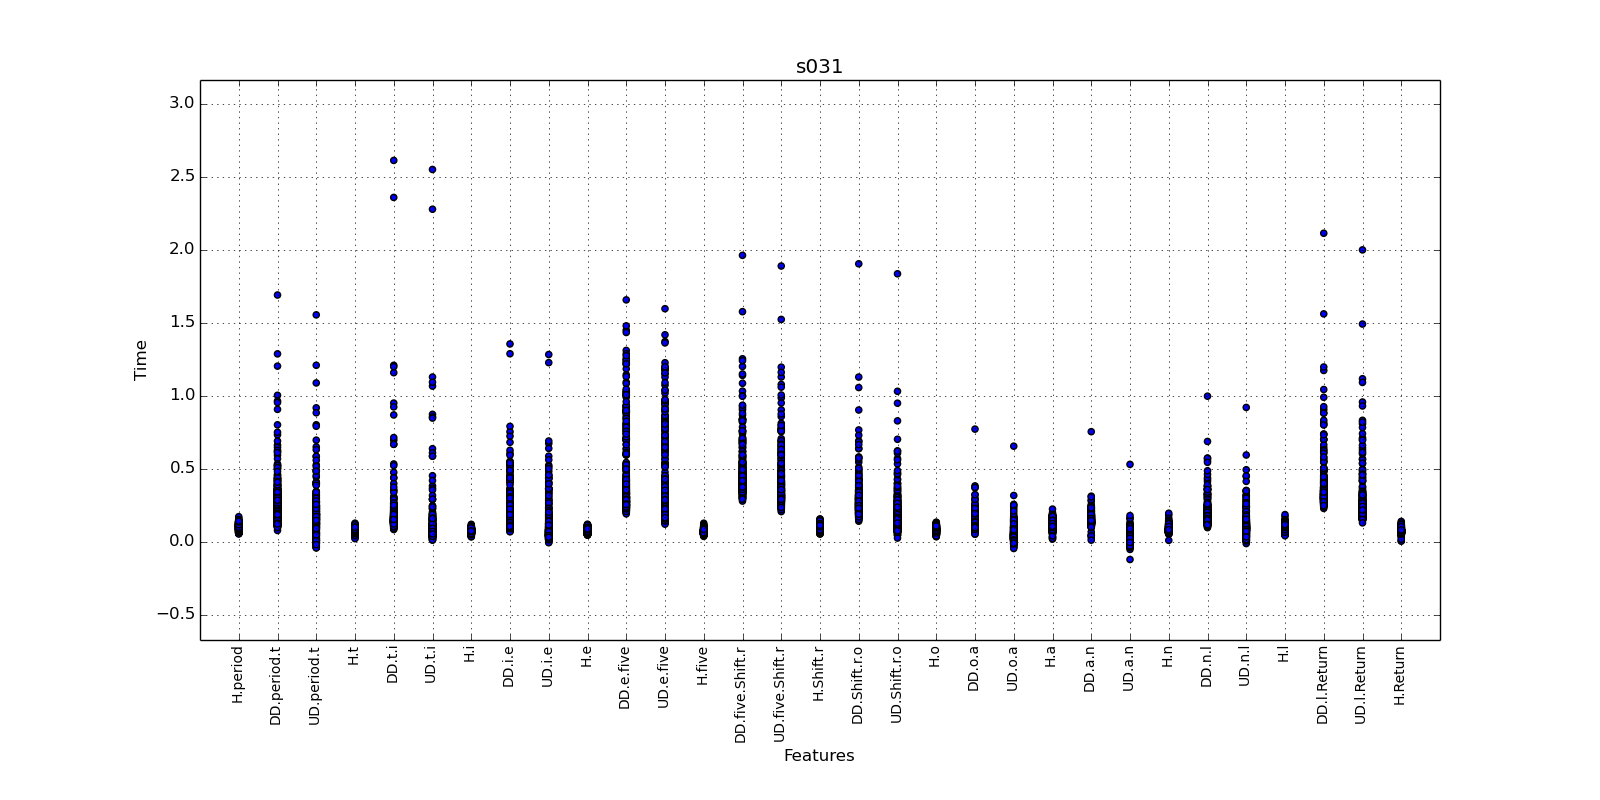 s031
3.0
2.5
2.0
1.5
1.0
0.5
0.0
−0.5
Time
H.period
DD.period.t
UD.period.t
H.t
DD.t.i
UD.t.i
H.i
DD.i.e
UD.i.e
H.e
DD.e.five
UD.e.five
H.five
DD.five.Shift.r
UD.five.Shift.r
H.Shift.r
DD.Shift.r.o
UD.Shift.r.o
H.o
DD.o.a
UD.o.a
H.a
DD.a.n
UD.a.n
H.n
DD.n.l
UD.n.l
H.l
DD.l.Return
UD.l.Return
H.Return
Features